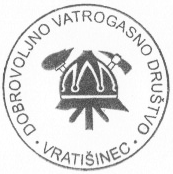 DOBROVOLJNO VATROGASNO DRUŠTVO
· VRATIŠINEC ·